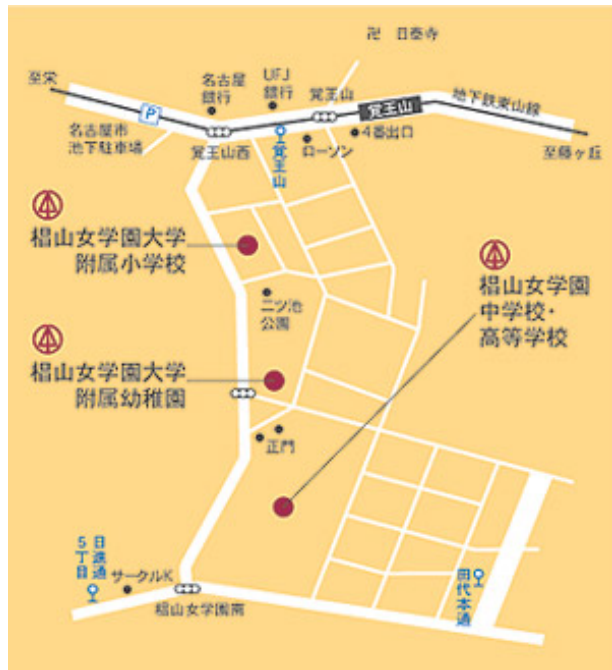 卍 日泰寺
至栄
P
名古屋市
池下駐車場
名古屋
銀行
UFJ
銀行
覚王山
覚王山
地下鉄東山線
至藤ヶ丘
覚王山西
覚王山
ローソン
4番出口
椙山女学園大学
附属小学校
二ツ池
公園
椙山女学園
中学校・
高等学校
椙山女学園大学
附属幼稚園
正門
日進通
5丁目
サークルK
椙山女学園南
田代本通